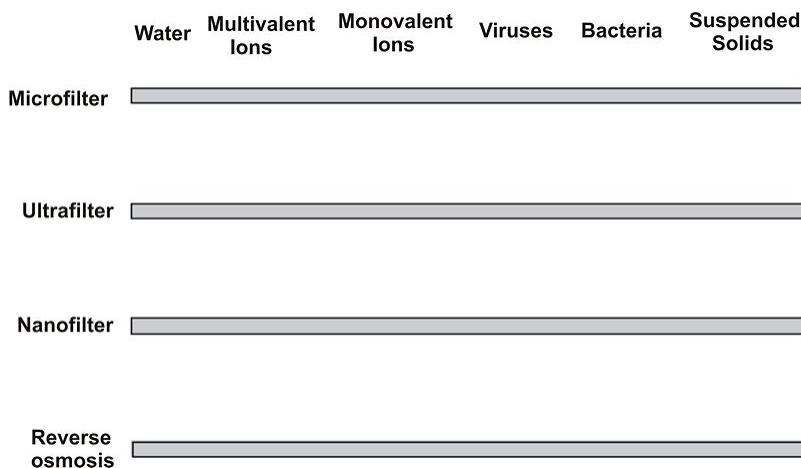 Water
Multivalent
Ions
Monovalent
Ions
Viruses
Bacteria
Suspended
Solids
Microfilter
Ultrafilter
Nanofilter
Reverse
osmosis